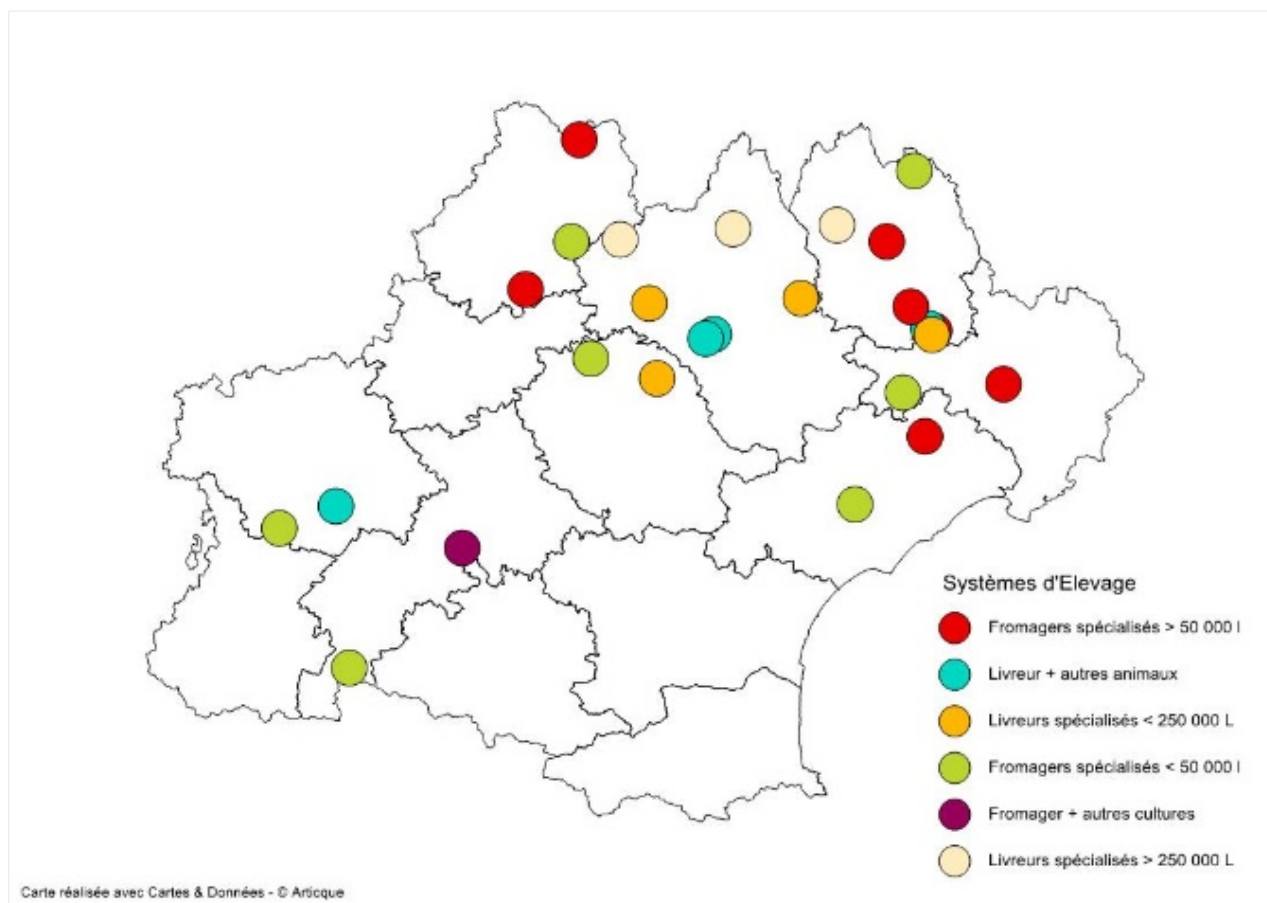 Systèmes d'Elevage
Fromagers spécialisés > 50 000 l
Livreur + autres animaux
Livreurs spécialisés < 250 000 L
Fromagers spécialisés < 50 000 l
Fromager + autres cultures
Livreurs spécialisés > 250 000 L
Carte réalisée avec Cartes & Données - © Articque